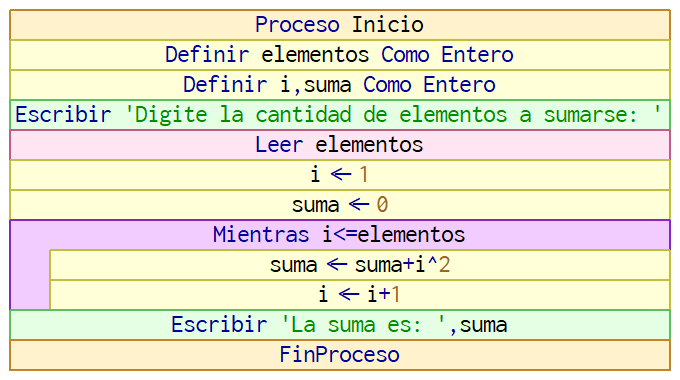 Proceso Inicio
Definir elementos Como Entero
Definir i,suma Como Entero
Escribir 'Digite la cantidad de elementos a sumarse: '
Leer elementos
i ← 1
suma ← 0
Mientras i<=elementos
suma ← suma+i^2
i ← i+1
Escribir 'La suma es: ',suma
FinProceso